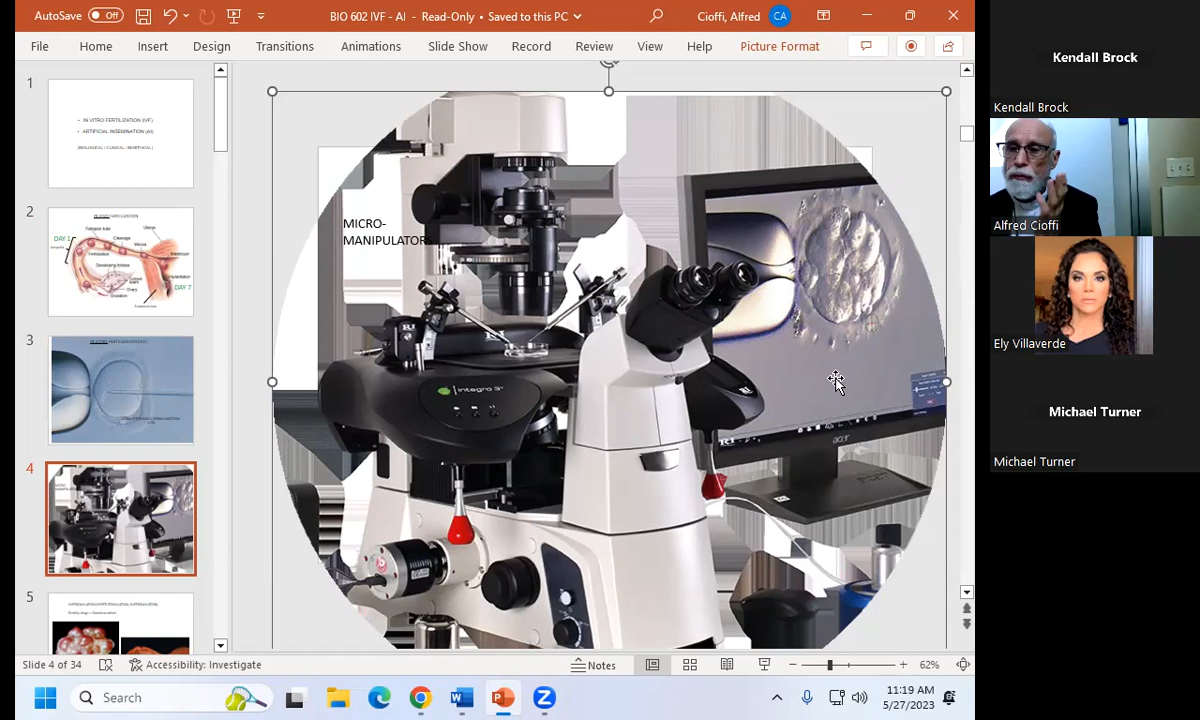 AutoSave Off
BIO 602 IVF - AI - Read-Only • Saved to this PC
Cioffi, Alfred CA
File Home Insert Design Transitions Animations Slide Show Record Review View Help Picture Format
1
• IN VITRO FERTILIZATION (IVF)
• ARTIFICIAL INSEMINATION (AI)
2
DAY 1
DAY 7
3
4
5
MICRO-
MANIPULATORS
integra 3
RI
acer
Slide 4 of 34
Accessibility: Investigate
Notes
62%
Search
11:19 AM
5/27/2023
Kendall Brock
Kendall Brock
Alfred Cioffi
Ely Villaverde
Michael Turner
Michael Turner